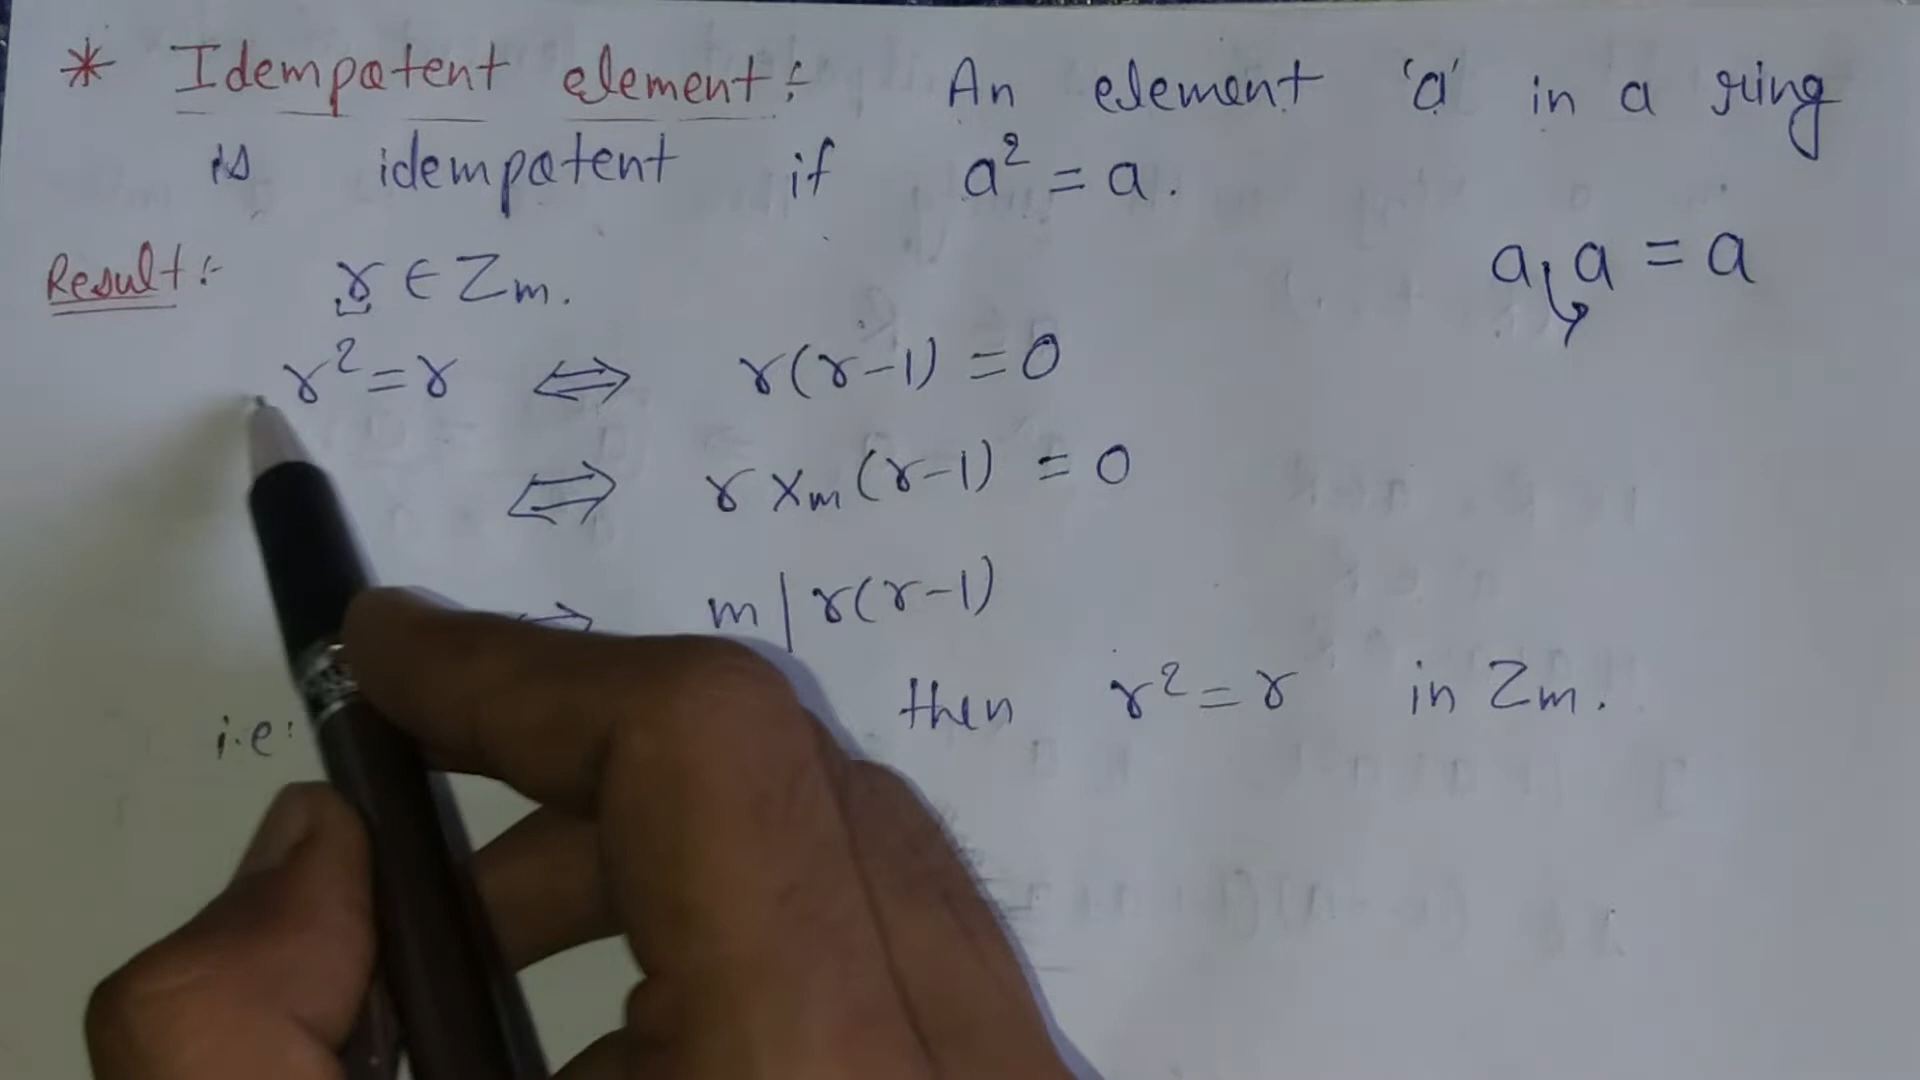 * Idempotent element :- An element 'a' in a ring
is idempotent if a² = a.
Result :- r ∈ Zm.
a . a = a
r² = r ⇔ r(r-1) = 0
⇔ r ×m (r-1) = 0
⇔ m | r(r-1)
i.e: then r² = r in Zm.